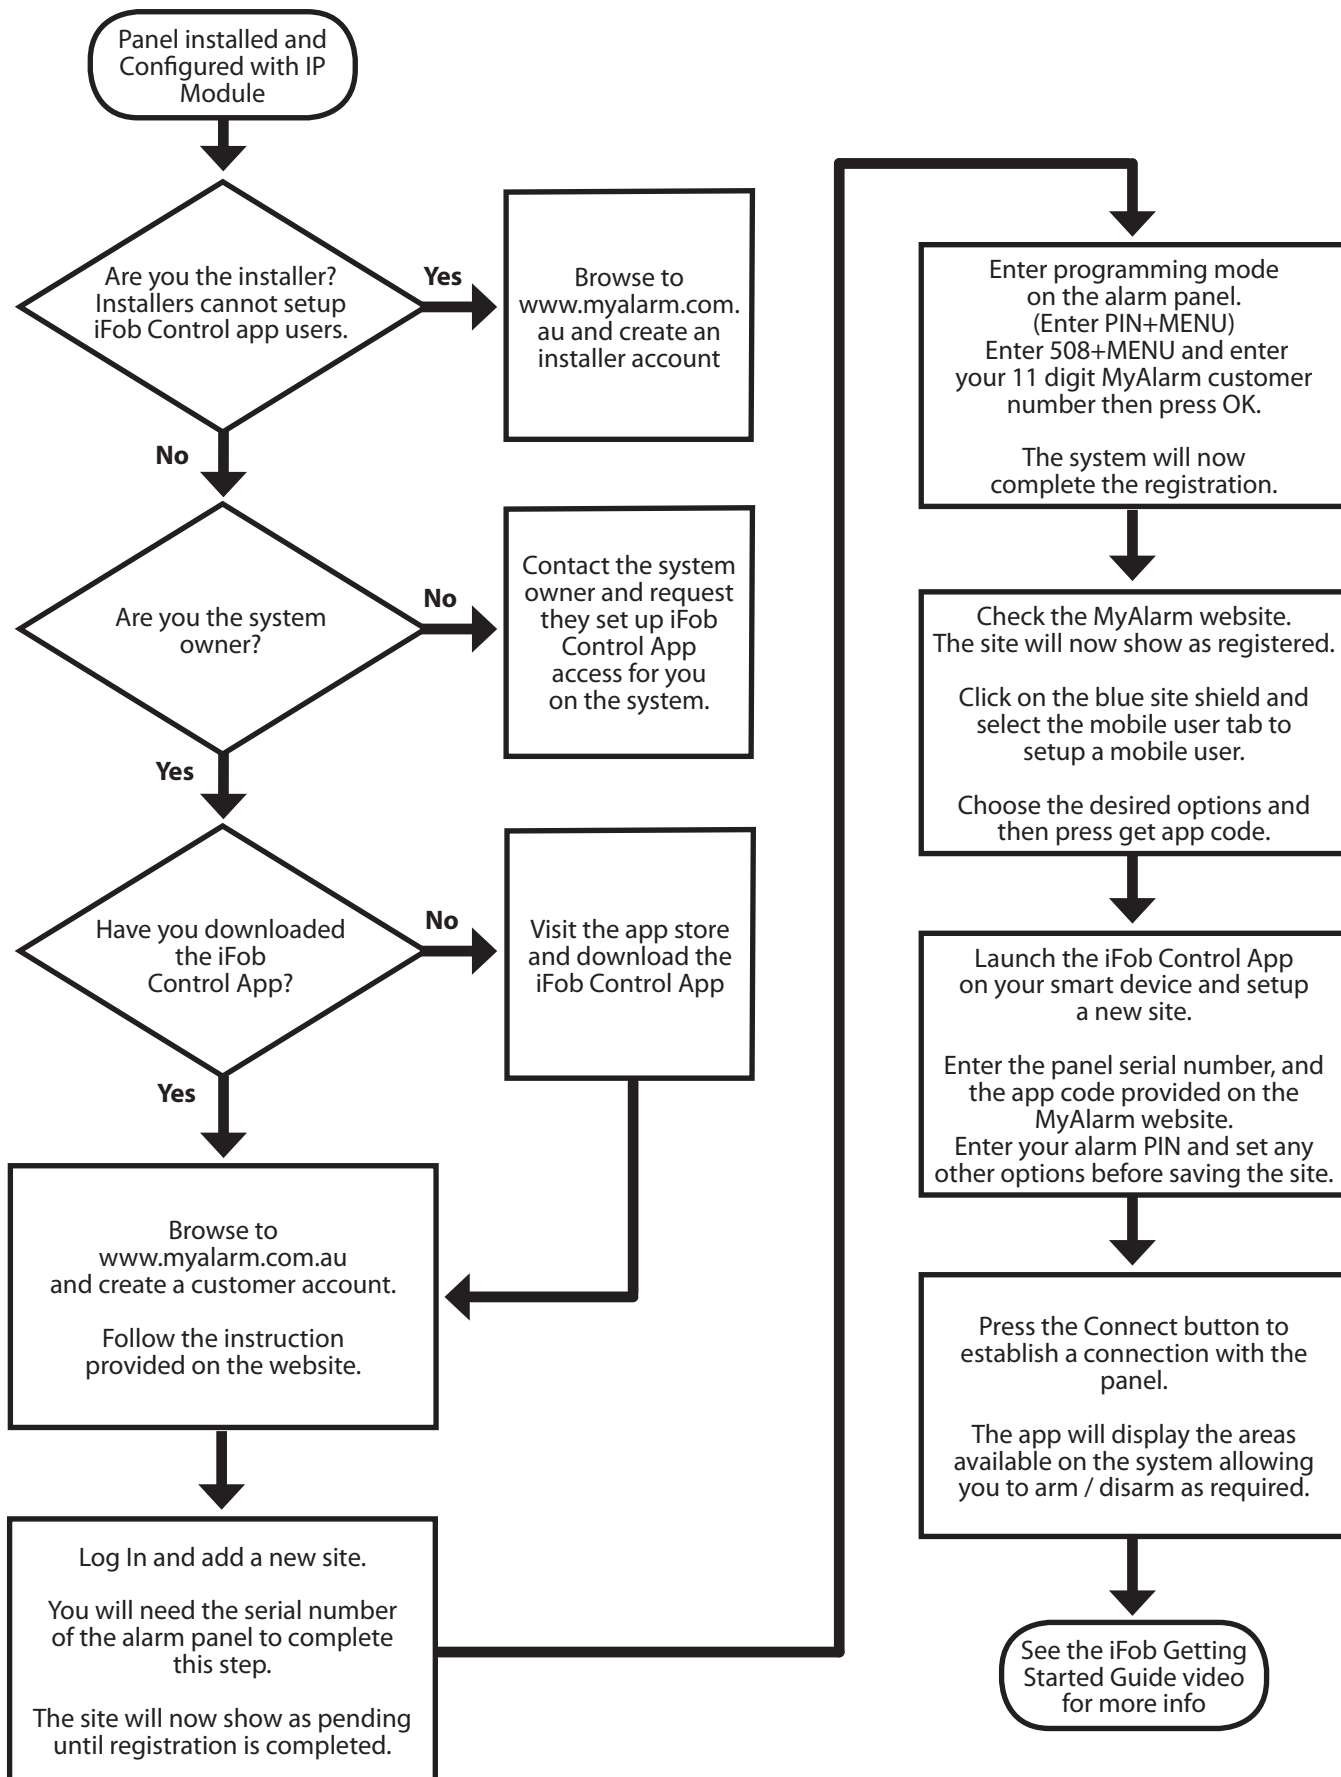 Panel installed and
Configured with IP
Module
Are you the installer?
Installers cannot setup
iFob Control app users.
Yes
Browse to
www.myalarm.com.
au and create an
installer account
No
Are you the system
owner?
No
Contact the system
owner and request
they set up iFob
Control App
access for you
on the system.
Yes
Have you downloaded
the iFob
Control App?
No
Visit the app store
and download the
iFob Control App
Yes
Browse to
www.myalarm.com.au
and create a customer account.
Follow the instruction
provided on the website.
Log In and add a new site.
You will need the serial number
of the alarm panel to complete
this step.
The site will now show as pending
until registration is completed.
Enter programming mode
on the alarm panel.
(Enter PIN+MENU)
Enter 508+MENU and enter
your 11 digit MyAlarm customer
number then press OK.
The system will now
complete the registration.
Check the MyAlarm website.
The site will now show as registered.
Click on the blue site shield and
select the mobile user tab to
setup a mobile user.
Choose the desired options and
then press get app code.
Launch the iFob Control App
on your smart device and setup
a new site.
Enter the panel serial number, and
the app code provided on the
MyAlarm website.
Enter your alarm PIN and set any
other options before saving the site.
Press the Connect button to
establish a connection with the
panel.
The app will display the areas
available on the system allowing
you to arm / disarm as required.
See the iFob Getting
Started Guide video
for more info